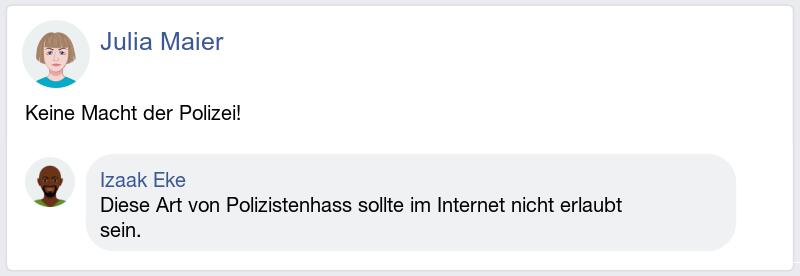 Julia Maier
Keine Macht der Polizei!
Izaak Eke
Diese Art von Polizistenhass sollte im Internet nicht erlaubt
sein.